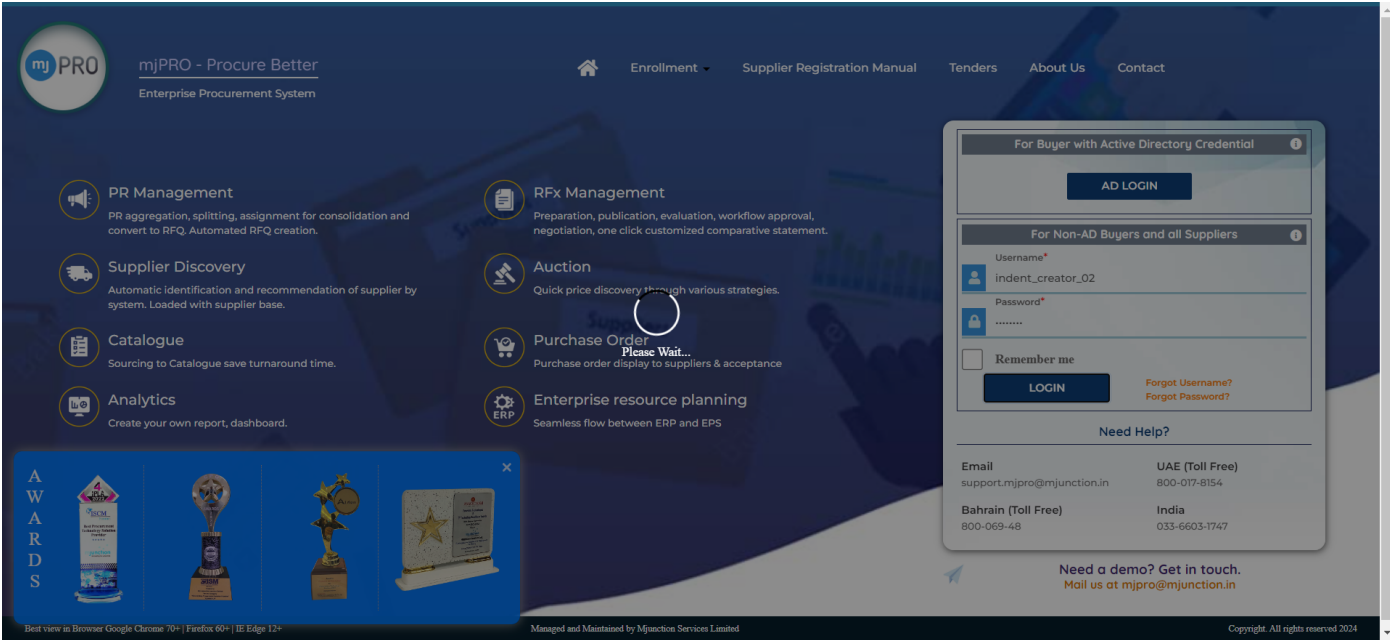 mj PRO
mjPRO - Procure Better
Enterprise Procurement System
Enrollment
Supplier Registration Manual
Tenders
About Us
Contact
PR Management
PR aggregation, splitting, assignment for consolidation and
convert to RFQ. Automated RFQ creation.
Supplier Discovery
Automatic identification and recommendation of supplier by
system. Loaded with supplier base.
Catalogue
Sourcing to Catalogue save turnaround time.
Analytics
Create your own report, dashboard.
RFx Management
Preparation, publication, evaluation, workflow approval,
negotiation, one click customized comparative statement.
Auction
Quick price discovery through various strategies.
Purchase Order
Purchase order display to suppliers & acceptance
ERP
Enterprise resource planning
Seamless flow between ERP and EPS
Please Wait...
For Buyer with Active Directory Credential
AD LOGIN
For Non-AD Buyers and all Suppliers
Username*
indent_creator_02
Password*
........
Remember me
LOGIN
Forgot Username?
Forgot Password?
Need Help?
Email
support.mjpro@mjunction.in
UAE (Toll Free)
800-017-8154
Bahrain (Toll Free)
800-069-48
India
033-6603-1747
Need a demo? Get in touch.
Mail us at mjpro@mjunction.in
AWARDS
Best view in Browser Google Chrome 70+ | Firefox 60+ | IE Edge 12+
Managed and Maintained by Mjunction Services Limited
Copyright. All rights reserved 2024